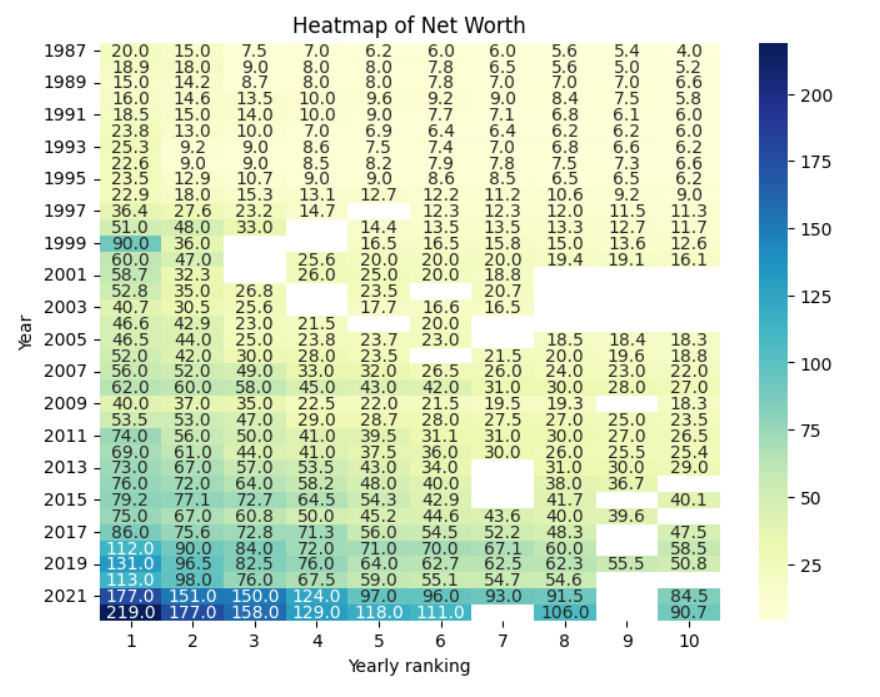 Heatmap of Net Worth
1987 20.0 15.0 7.5 7.0 6.2 6.0 6.0 5.6 5.4 4.0
18.9 18.0 9.0 8.0 8.0 7.8 6.5 5.6 5.0 5.2
1989 15.0 14.2 8.7 8.0 8.0 7.8 7.0 7.0 7.0 6.6
16.0 14.6 13.5 10.0 9.6 9.2 9.0 8.4 7.5 5.8
1991 18.5 15.0 14.0 10.0 9.0 7.7 7.1 6.8 6.1 6.0
23.8 13.0 10.0 7.0 6.9 6.4 6.4 6.2 6.2 6.0
1993 25.3 9.2 9.0 8.6 7.5 7.4 7.0 6.8 6.6 6.2
22.6 9.0 9.0 8.5 8.2 7.9 7.8 7.5 7.3 6.6
1995 23.5 12.9 10.7 9.0 9.0 8.6 8.5 6.5 6.5 6.2
22.9 18.0 15.3 13.1 12.7 12.2 11.2 10.6 9.2 9.0
1997 36.4 27.6 23.2 14.7 12.3 12.3 12.0 11.5 11.3
51.0 48.0 33.0 14.4 13.5 13.5 13.3 12.7 11.7
1999 90.0 36.0 16.5 16.5 15.8 15.0 13.6 12.6
60.0 47.0 25.6 20.0 20.0 20.0 19.4 19.1 16.1
2001 58.7 32.3 26.0 25.0 20.0 18.8
52.8 35.0 26.8 23.5 20.7
2003 40.7 30.5 25.6 17.7 16.6 16.5
46.6 42.9 23.0 21.5 20.0
2005 46.5 44.0 25.0 23.8 23.7 23.0 18.5 18.4 18.3
52.0 42.0 30.0 28.0 23.5 21.5 20.0 19.6 18.8
2007 56.0 52.0 49.0 33.0 32.0 26.5 26.0 24.0 23.0 22.0
62.0 60.0 58.0 45.0 43.0 42.0 31.0 30.0 28.0 27.0
2009 40.0 37.0 35.0 22.5 22.0 21.5 19.5 19.3 18.3
53.5 53.0 47.0 29.0 28.7 28.0 27.5 27.0 25.0 23.5
2011 74.0 56.0 50.0 41.0 39.5 31.1 31.0 30.0 27.0 26.5
69.0 61.0 44.0 41.0 37.5 36.0 30.0 26.0 25.5 25.4
2013 73.0 67.0 57.0 53.5 43.0 34.0 31.0 30.0 29.0
76.0 72.0 64.0 58.2 48.0 40.0 38.0 36.7
2015 79.2 77.1 72.7 64.5 54.3 42.9 41.7 40.1
75.0 67.0 60.8 50.0 45.2 44.6 43.6 40.0 39.6
2017 86.0 75.6 72.8 71.3 56.0 54.5 52.2 48.3 47.5
112.0 90.0 84.0 72.0 71.0 70.0 67.1 60.0 58.5
2019 131.0 96.5 82.5 76.0 64.0 62.7 62.5 62.3 55.5 50.8
113.0 98.0 76.0 67.5 59.0 55.1 54.7 54.6
2021 177.0 151.0 150.0 124.0 97.0 96.0 93.0 91.5 84.5
219.0 177.0 158.0 129.0 118.0 111.0 106.0 90.7
1 2 3 4 5 6 7 8 9 10
Yearly ranking
Year
200
175
150
125
100
75
50
25